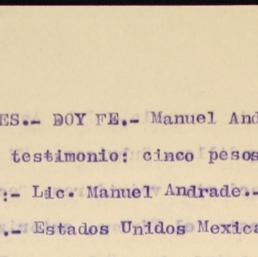 ES.- DOY FE.- Manuel And
testimonio: cinco pesos
:- Lic. Manuel Andrade.-
.- Estados Unidos Mexica